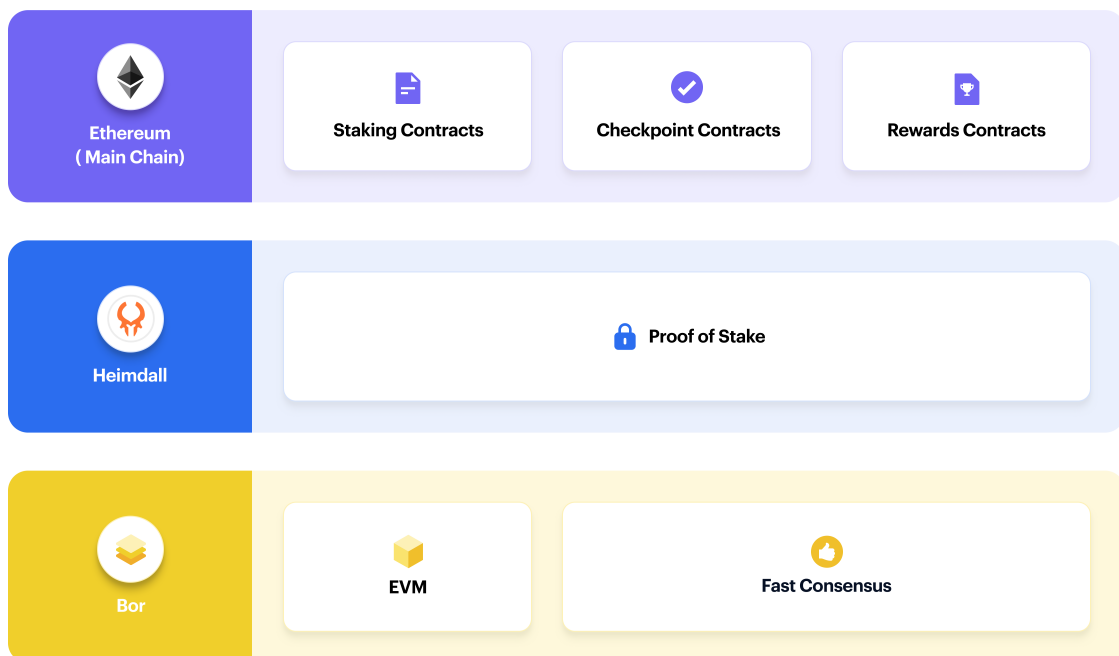 Ethereum
( Main Chain)
Staking Contracts
Checkpoint Contracts
Rewards Contracts
Heimdall
Proof of Stake
Bor
EVM
Fast Consensus